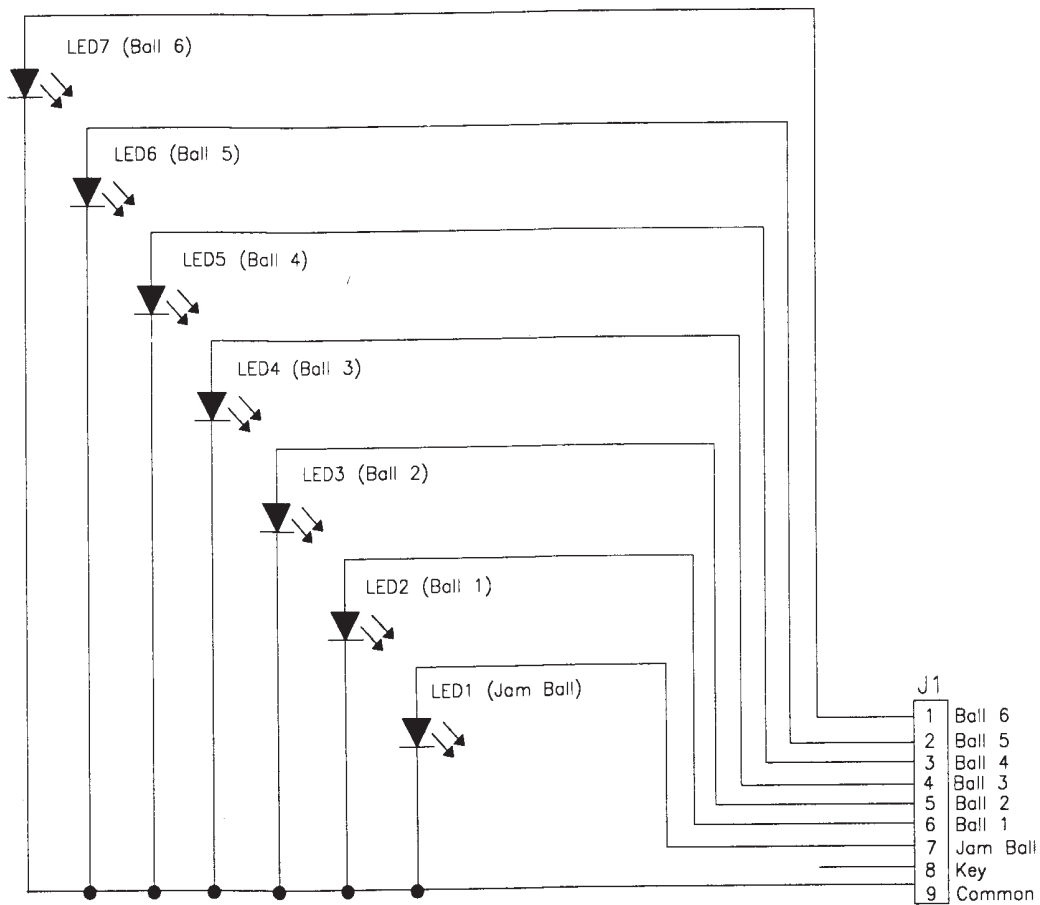 LED7 (Ball 6)
LED6 (Ball 5)
LED5 (Ball 4)
LED4 (Ball 3)
LED3 (Ball 2)
LED2 (Ball 1)
LED1 (Jam Ball)
J1
1 Ball 6
2 Ball 5
3 Ball 4
4 Ball 3
5 Ball 2
6 Ball 1
7 Jam Ball
8 Key
9 Common